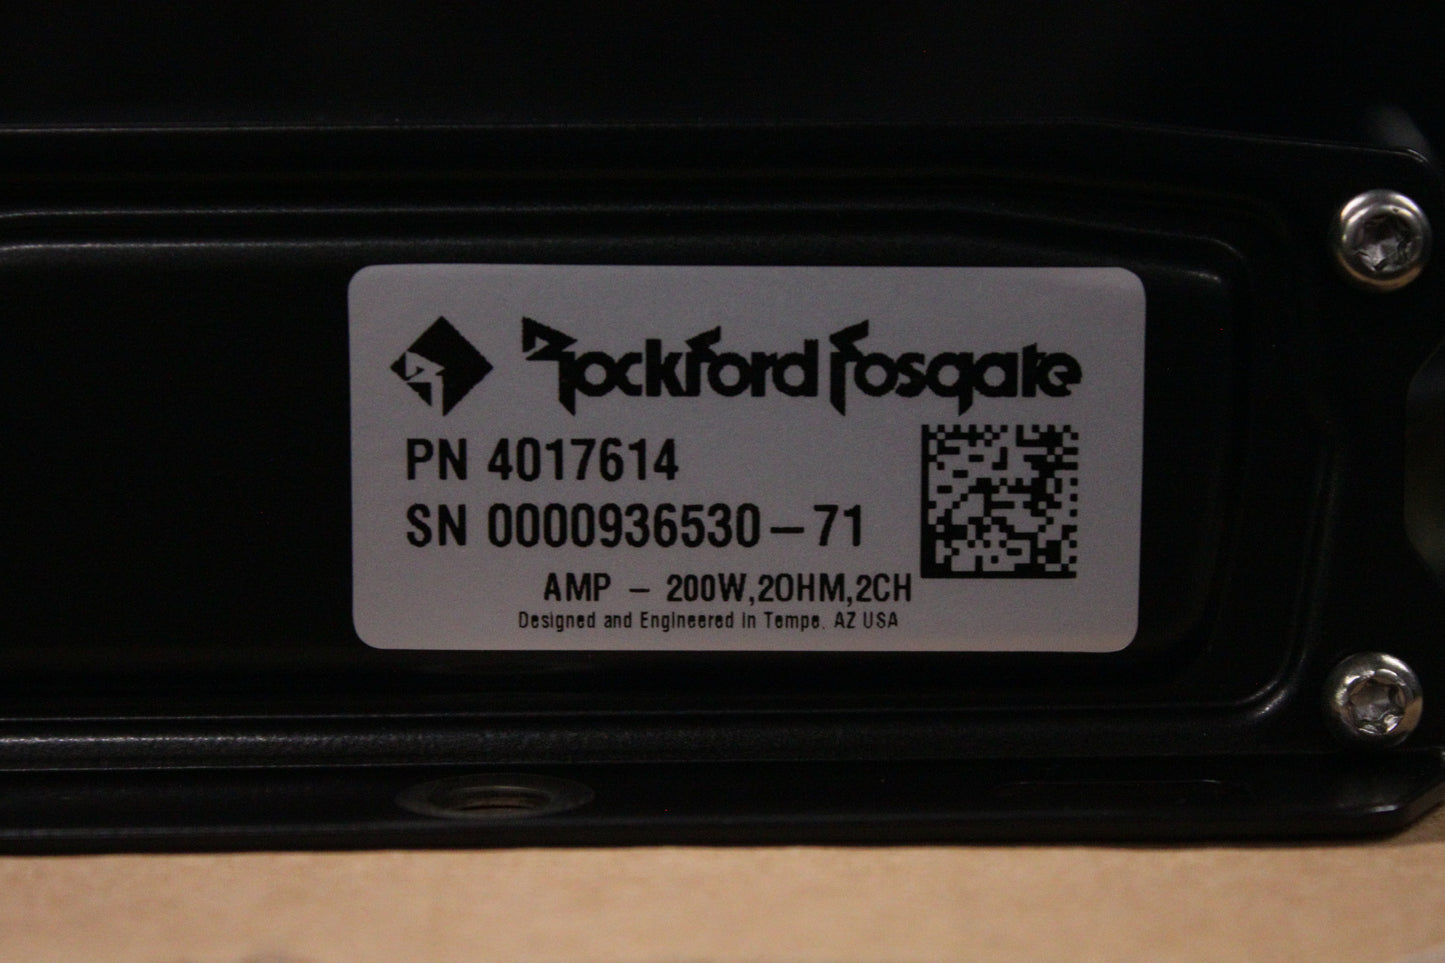 Rockford Fosgate
PN 4017614
SN 0000936530-71
AMP - 200W,2OHM,2CH
Designed and Engineered in Tempe, AZ USA